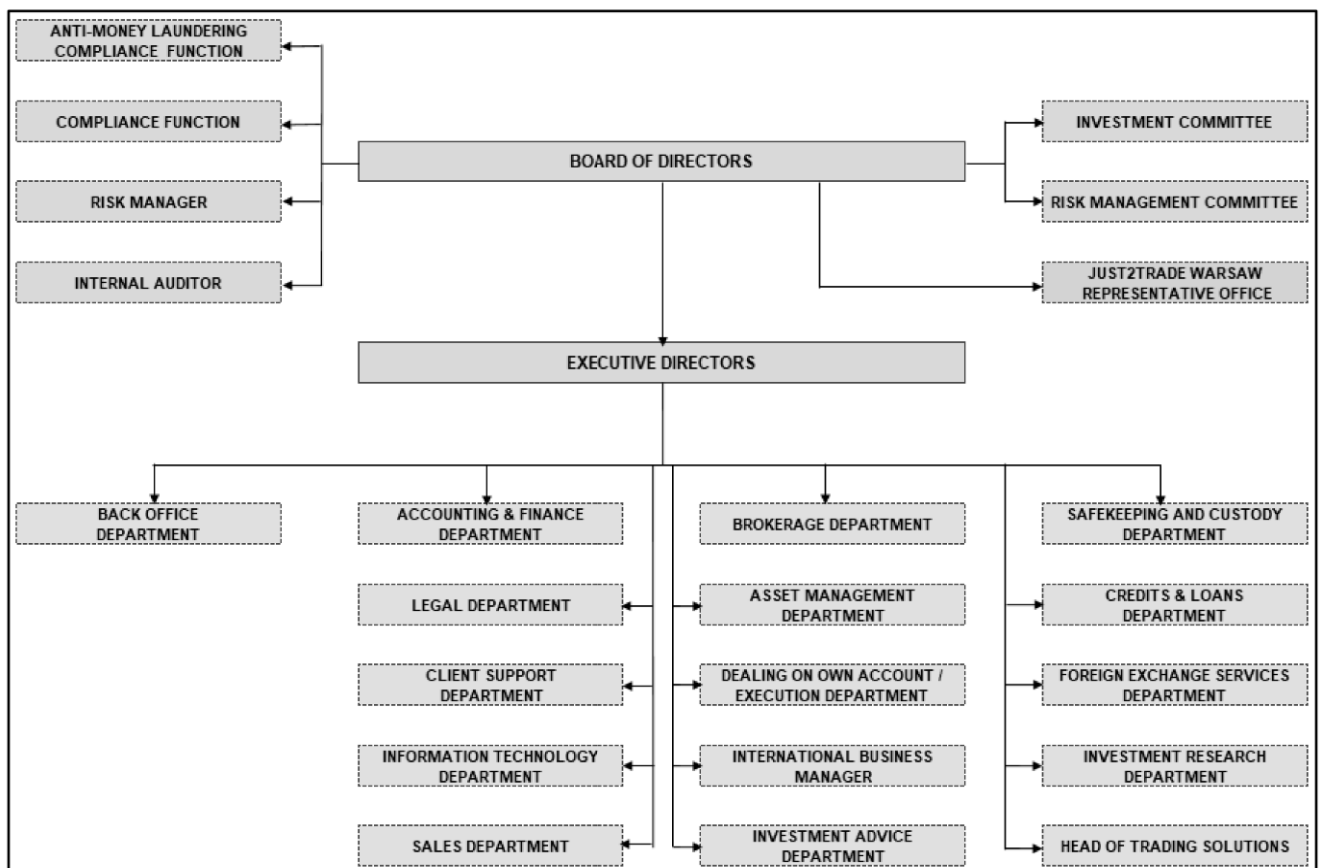 ANTI-MONEY LAUNDERING
COMPLIANCE FUNCTION
COMPLIANCE FUNCTION
INVESTMENT COMMITTEE
BOARD OF DIRECTORS
RISK MANAGER
RISK MANAGEMENT COMMITTEE
INTERNAL AUDITOR
JUST2TRADE WARSAW
REPRESENTATIVE OFFICE
EXECUTIVE DIRECTORS
BACK OFFICE
DEPARTMENT
ACCOUNTING & FINANCE
DEPARTMENT
BROKERAGE DEPARTMENT
SAFEKEEPING AND CUSTODY
DEPARTMENT
LEGAL DEPARTMENT
ASSET MANAGEMENT
DEPARTMENT
CREDITS & LOANS
DEPARTMENT
CLIENT SUPPORT
DEPARTMENT
DEALING ON OWN ACCOUNT /
EXECUTION DEPARTMENT
FOREIGN EXCHANGE SERVICES
DEPARTMENT
INFORMATION TECHNOLOGY
DEPARTMENT
INTERNATIONAL BUSINESS
MANAGER
INVESTMENT RESEARCH
DEPARTMENT
SALES DEPARTMENT
INVESTMENT ADVICE
DEPARTMENT
HEAD OF TRADING SOLUTIONS